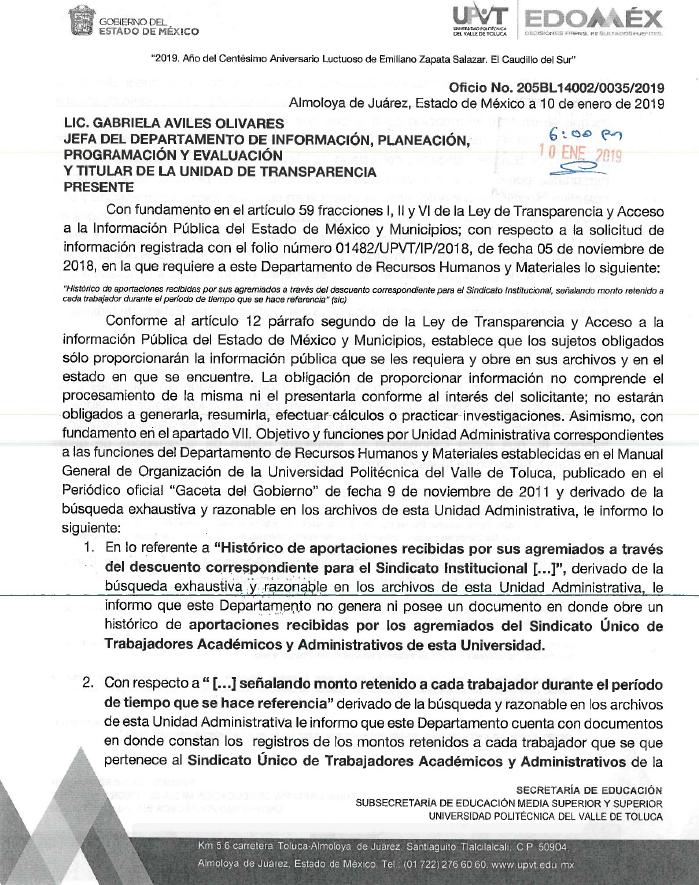 GOBIERNO DEL
ESTADO DE MÉXICO
UPVT
UNIVERSIDAD POLITÉCNICA
DEL VALLE DE TOLUCA
EDOMÉX
DECISIONES FIRMES, RESULTADOS FUERTES.
"2019. Año del Centésimo Aniversario Luctuoso de Emiliano Zapata Salazar. El Caudillo del Sur"
Oficio No. 205BL14002/0035/2019
Almoloya de Juárez, Estado de México a 10 de enero de 2019
LIC. GABRIELA AVILES OLIVARES
JEFA DEL DEPARTAMENTO DE INFORMACIÓN, PLANEACIÓN,
PROGRAMACIÓN Y EVALUACIÓN
Y TITULAR DE LA UNIDAD DE TRANSPARENCIA
PRESENTE
6:00 pm
10 ENE 2019
Con fundamento en el artículo 59 fracciones I, II y VI de la Ley de Transparencia y Acceso
a la Información Pública del Estado de México y Municipios; con respecto a la solicitud de
información registrada con el folio número 01482/UPVT/IP/2018, de fecha 05 de noviembre de
2018, en la que requiere a este Departamento de Recursos Humanos y Materiales lo siguiente:
"Histórico de aportaciones recibidas por sus agremiados a través del descuento correspondiente para el Sindicato Institucional, señalando monto retenido a
cada trabajador durante el período de tiempo que se hace referencia" (sic)
Conforme al artículo 12 párrafo segundo de la Ley de Transparencia y Acceso a la
información Pública del Estado de México y Municipios, establece que los sujetos obligados
sólo proporcionarán la información pública que se les requiera y obre en sus archivos y en el
estado en que se encuentre. La obligación de proporcionar información no comprende el
procesamiento de la misma ni el presentarla conforme al interés del solicitante; no estarán
obligados a generarla, resumirla, efectuar cálculos o practicar investigaciones. Asimismo, con
fundamento en el apartado VII. Objetivo y funciones por Unidad Administrativa correspondientes
a las funciones del Departamento de Recursos Humanos y Materiales establecidas en el Manual
General de Organización de la Universidad Politécnica del Valle de Toluca, publicado en el
Periódico oficial "Gaceta del Gobierno" de fecha 9 de noviembre de 2011 y derivado de la
búsqueda exhaustiva y razonable en los archivos de esta Unidad Administrativa, le informo lo
siguiente:
1. En lo referente a "Histórico de aportaciones recibidas por sus agremiados a través
del descuento correspondiente para el Sindicato Institucional [...]", derivado de la
búsqueda exhaustiva y razonable en los archivos de esta Unidad Administrativa, le
informo que este Departamento no genera ni posee un documento en donde obre un
histórico de aportaciones recibidas por los agremiados del Sindicato Único de
Trabajadores Académicos y Administrativos de esta Universidad.
2. Con respecto a " [...] señalando monto retenido a cada trabajador durante el período
de tiempo que se hace referencia" derivado de la búsqueda y razonable en los archivos
de esta Unidad Administrativa le informo que este Departamento cuenta con documentos
en donde constan los registros de los montos retenidos a cada trabajador que se que
pertenece al Sindicato Único de Trabajadores Académicos y Administrativos de la
SECRETARÍA DE EDUCACIÓN
SUBSECRETARÍA DE EDUCACIÓN MEDIA SUPERIOR Y SUPERIOR
UNIVERSIDAD POLITÉCNICA DEL VALLE DE TOLUCA
Km 5.6 carretera Toluca-Almoloya de Juárez, Santiaguito Tlalcilalcali, C.P. 50904,
Almoloya de Juárez, Estado de México. Tel.: (01 722) 276 60 60. www.upvt.edu.mx